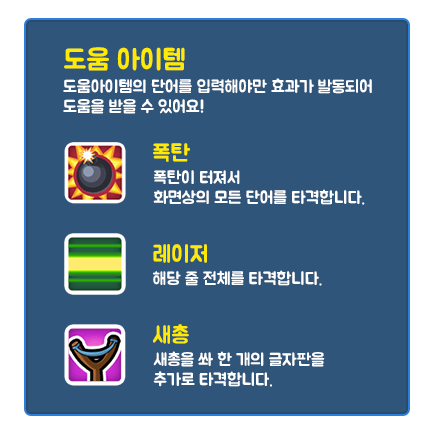 도움 아이템
도움아이템의 단어를 입력해야만 효과가 발동되어
도움을 받을 수 있어요!
폭탄
폭탄이 터져서
화면상의 모든 단어를 타격합니다.
레이저
해당 줄 전체를 타격합니다.
새총
새총을 쏴 한 개의 글자판을
추가로 타격합니다.